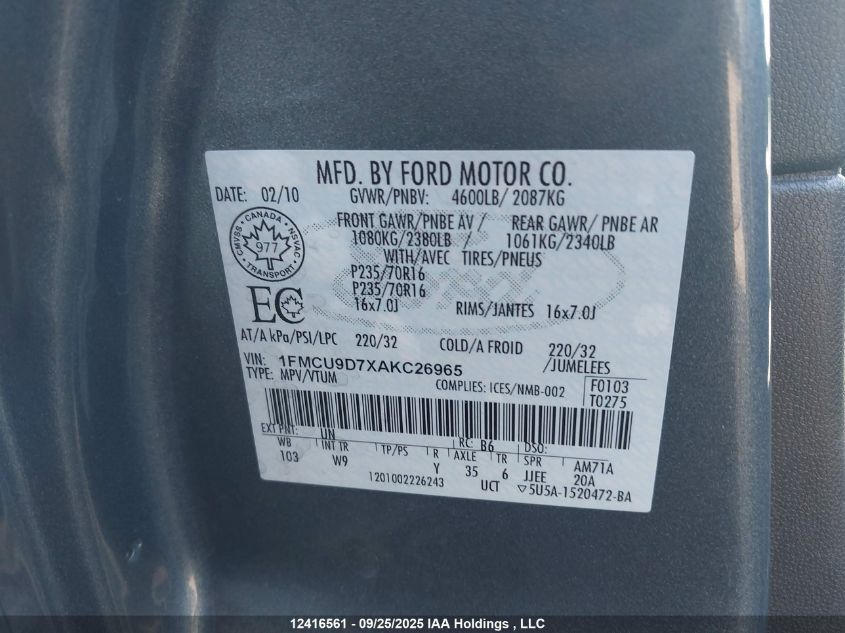 MFD. BY FORD MOTOR CO.
DATE: 02/10 GVWR/PNBV: 4600LB/ 2087KG
FRONT GAWR/PNBE AV / REAR GAWR/ PNBE AR
1080KG/2380LB / 1061KG/2340LB
WITH/AVEC TIRES/PNEUS
P235/70R16
P235/70R16
16x7.0J RIMS/JANTES 16x7.0J
CANADA
CMVSS 977 NSVAC
TRANSPORT
EC
AT/A kPa/PSI/LPC 220/32 COLD/A FROID 220/32
VIN: 1FMCU9D7XAKC26965 /JUMELEES
TYPE: MPV/VTUM COMPLIES: ICES/NMB-002 F0103
T0275
EXT PNT: UN RC: B6 DSO:
WB INT TR TP/PS R AXLE TR SPR AM71A
103 W9 Y 35 6 JJEE 20A
1201002226243 UCT ▽5U5A-1520472-BA
12416561 - 09/25/2025 IAA Holdings , LLC